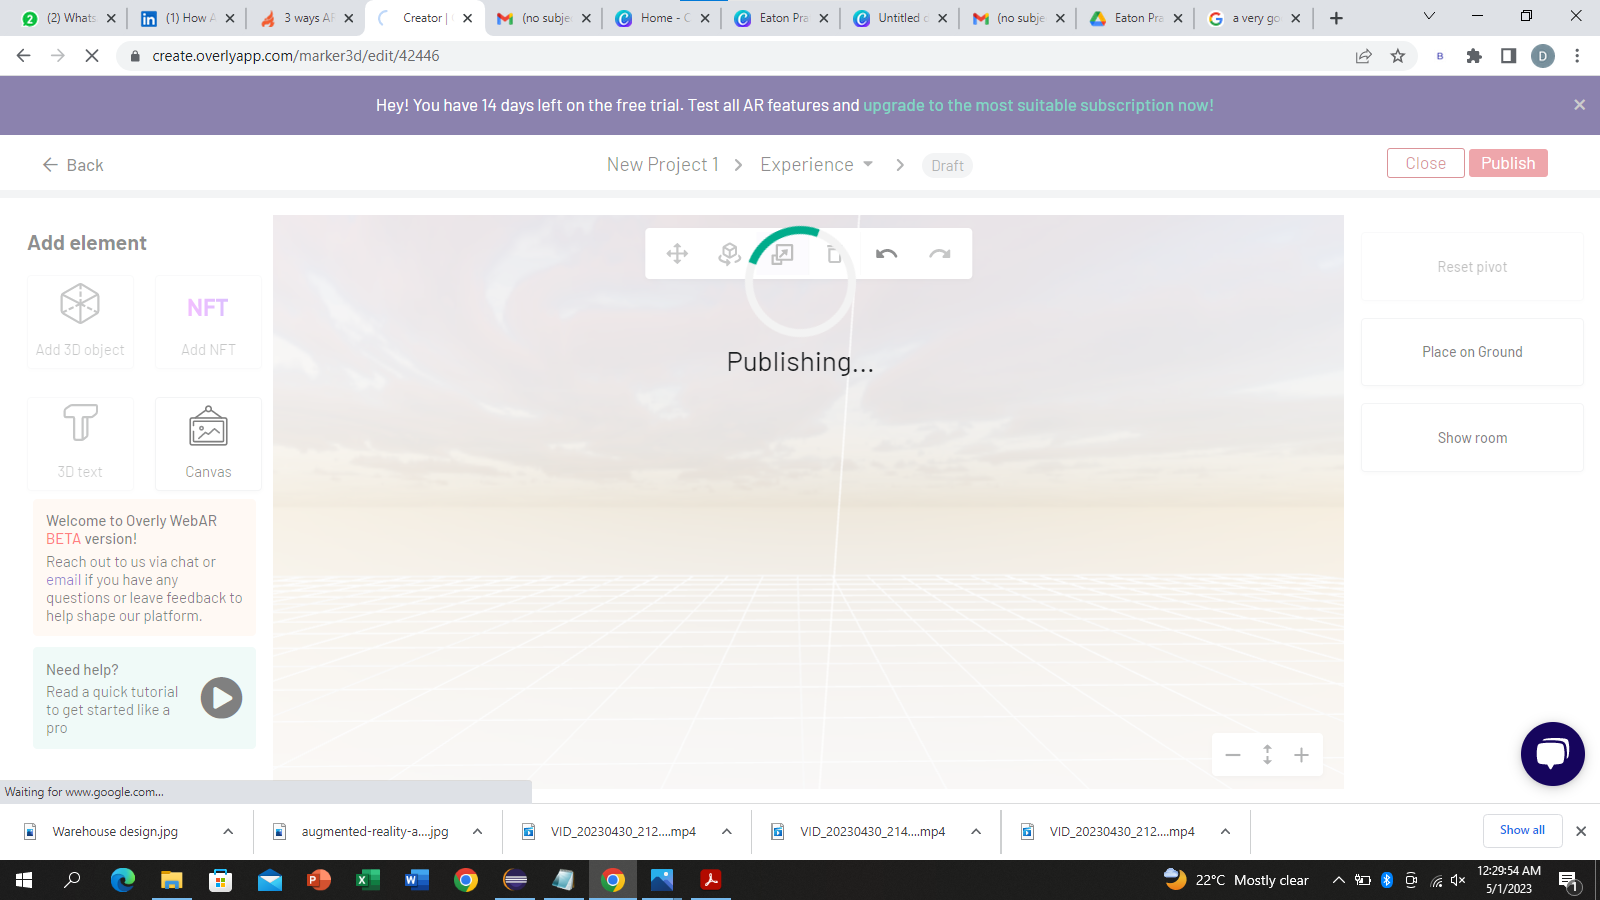 (2) Whats
(1) How A
3 ways AR
Creator |
(no subje
Home - C
Eaton Pra
Untitled d
(no subje
Eaton Pra
a very go
create.overlyapp.com/marker3d/edit/42446
B
D
Hey! You have 14 days left on the free trial. Test all AR features and upgrade to the most suitable subscription now!
Back
New Project 1
Experience
Draft
Close
Publish
Add element
Add 3D object
NFT
Add NFT
3D text
Canvas
Publishing...
Reset pivot
Place on Ground
Show room
Welcome to Overly WebAR
BETA version!
Reach out to us via chat or
email if you have any
questions or leave feedback to
help shape our platform.
Need help?
Read a quick tutorial
to get started like a
pro
Waiting for www.google.com...
Warehouse design.jpg
augmented-reality-a....jpg
VID_20230430_212....mp4
VID_20230430_214....mp4
VID_20230430_212....mp4
Show all
22°C Mostly clear
12:29:54 AM
5/1/2023
1